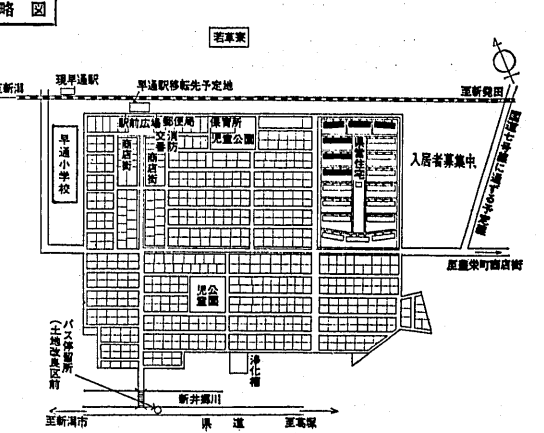 略図
若草寮
至新潟
現早通駅
早通駅移転先予定地
至新発田
駅前広場
郵便局
保育所
児童公園
交番
消防
商店街
商店街
早通小学校
県営住宅
入居者募集中
至豊栄町商店街
児童公園
浄化槽
バス停留所
(土地改良区前)
新井郷川
至新潟市
県道
至葛塚